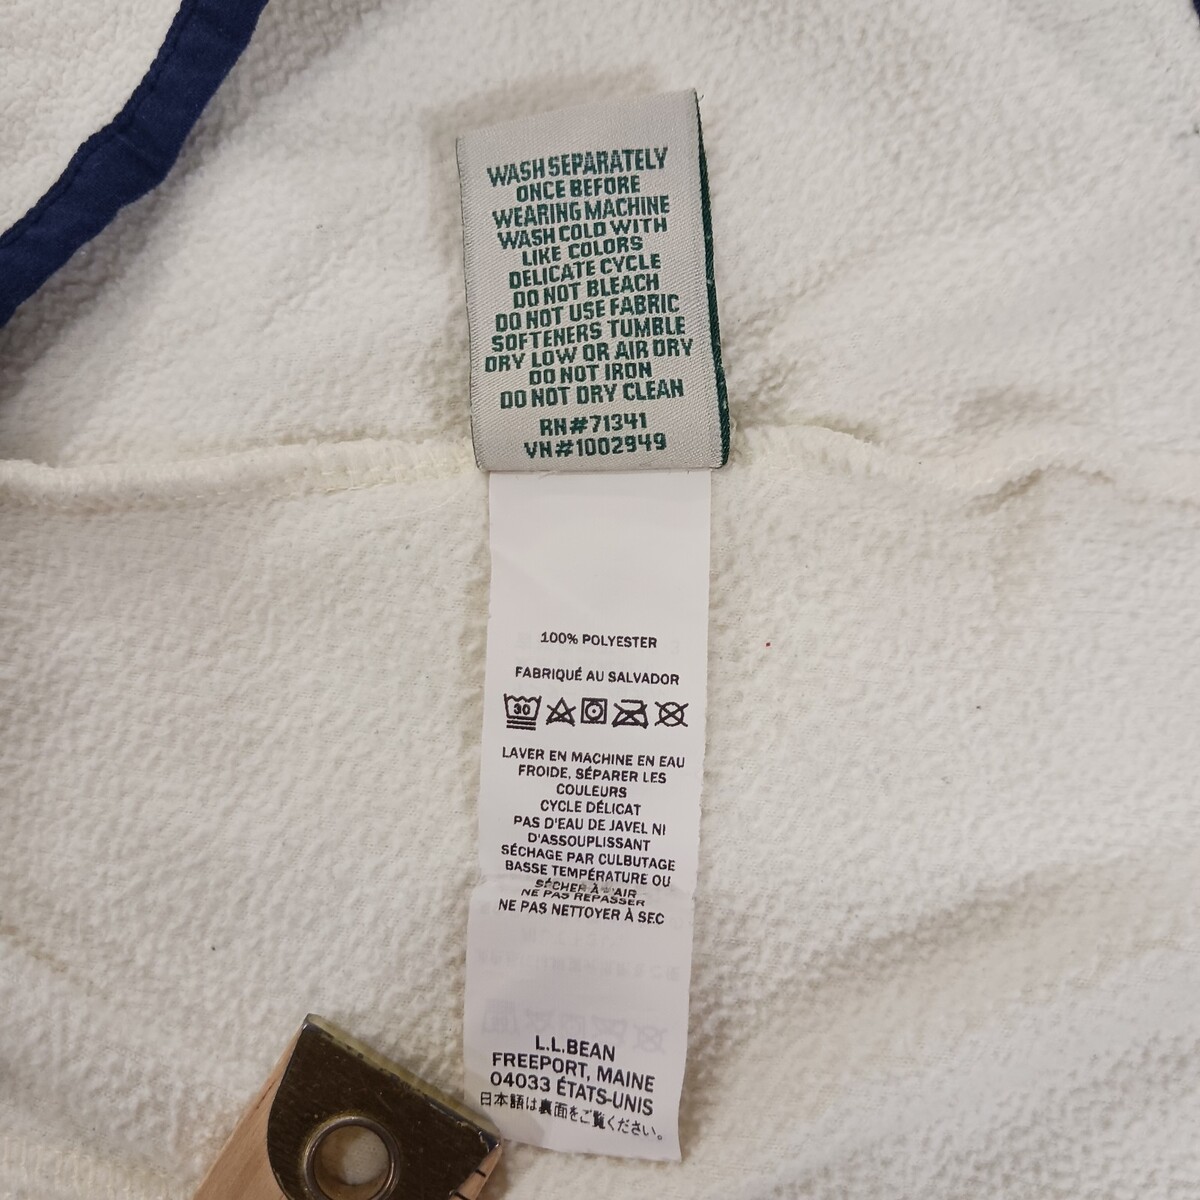 WASH SEPARATELY
ONCE BEFORE
WEARING MACHINE
WASH COLD WITH
LIKE COLORS
DELICATE CYCLE
DO NOT BLEACH
DO NOT USE FABRIC
SOFTENERS TUMBLE
DRY LOW OR AIR DRY
DO NOT IRON
DO NOT DRY CLEAN
RN#71341
VN#1002949
100% POLYESTER
FABRIQUÉ AU SALVADOR
30
LAVER EN MACHINE EN EAU
FROIDE, SÉPARER LES
COULEURS
CYCLE DÉLICAT
PAS D'EAU DE JAVEL NI
D'ASSOUPLISSANT
SÉCHAGE PAR CULBUTAGE
BASSE TEMPÉRATURE OU
SÉCHER À L'AIR
NE PAS REPASSER
NE PAS NETTOYER À SEC
L.L.BEAN
FREEPORT, MAINE
04033 ÉTATS-UNIS
日本語は裏面をご覧ください。